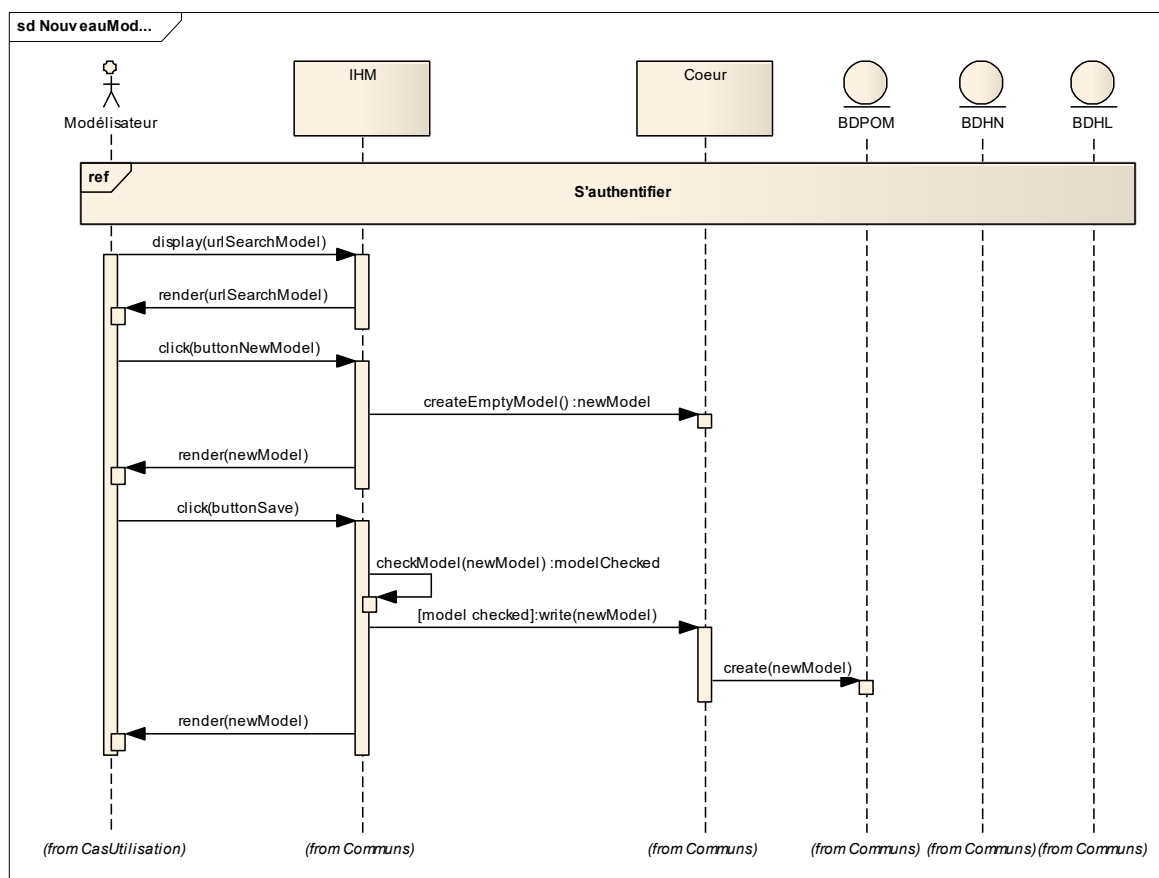 sd NouveauMod...
IHM
Coeur
Modélisateur
BDPOM
BDHN
BDHL
ref
S'authentifier
display(urlSearchModel)
render(urlSearchModel)
click(buttonNewModel)
createEmptyModel() :newModel
render(newModel)
click(buttonSave)
checkModel(newModel) :modelChecked
[model checked]:write(newModel)
create(newModel)
render(newModel)
(from CasUtilisation)
(from Communs)
(from Communs)
(from Communs)
(from Communs)
(from Communs)